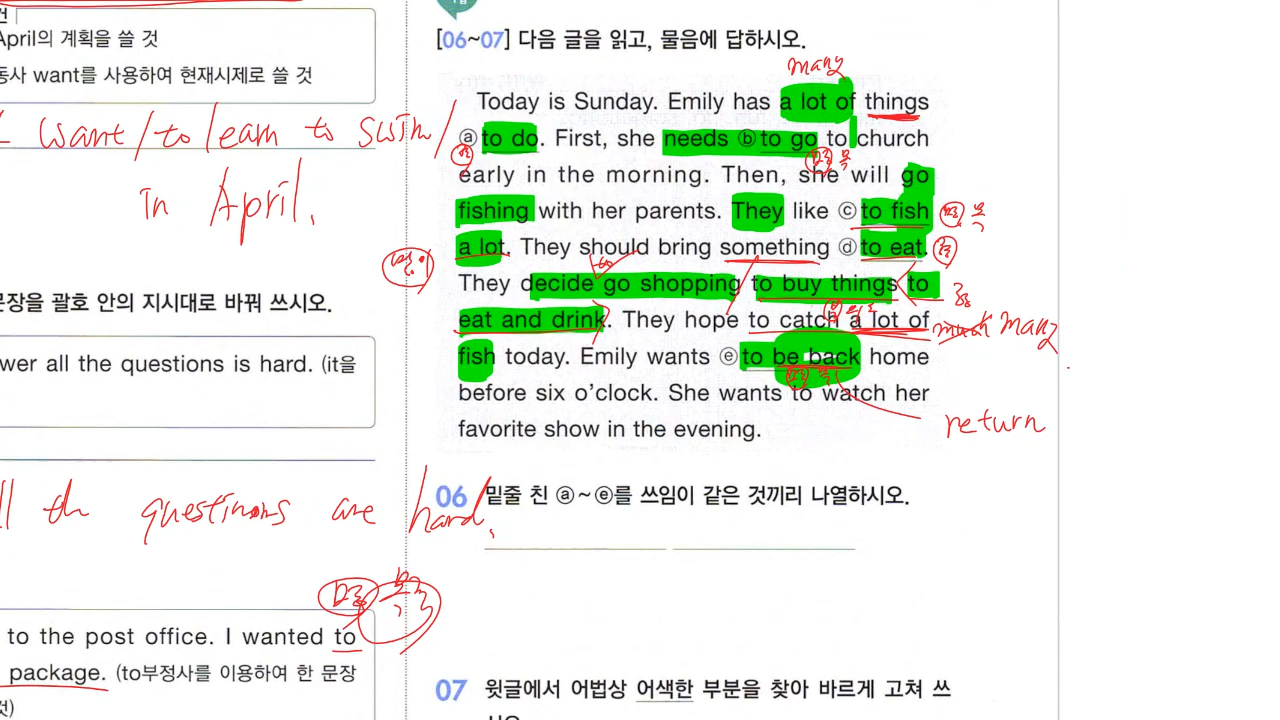 건
April의 계획을 쓸 것
동사 want를 사용하여 현재시제로 쓸 것
want / to learn to swim /
in April.
문장을 괄호 안의 지시대로 바꿔 쓰시오.
wer all the questions is hard. (it을
ll th questions are hard.
to the post office. I wanted to
package. (to부정사를 이용하여 한 문장
것)
[06~07] 다음 글을 읽고, 물음에 답하시오.
many
Today is Sunday. Emily has a lot of things
ⓐ to do. First, she needs ⓑ to go to church
early in the morning. Then, she will go
fishing with her parents. They like ⓒ to fish
a lot. They should bring something ⓓ to eat.
They decide go shopping to buy things to
eat and drink. They hope to catch a lot of
much many
fish today. Emily wants ⓔ to be back home
before six o’clock. She wants to watch her
return
favorite show in the evening.
06 밑줄 친 ⓐ~ⓔ를 쓰임이 같은 것끼리 나열하시오.
07 윗글에서 어법상 어색한 부분을 찾아 바르게 고쳐 쓰
시오.